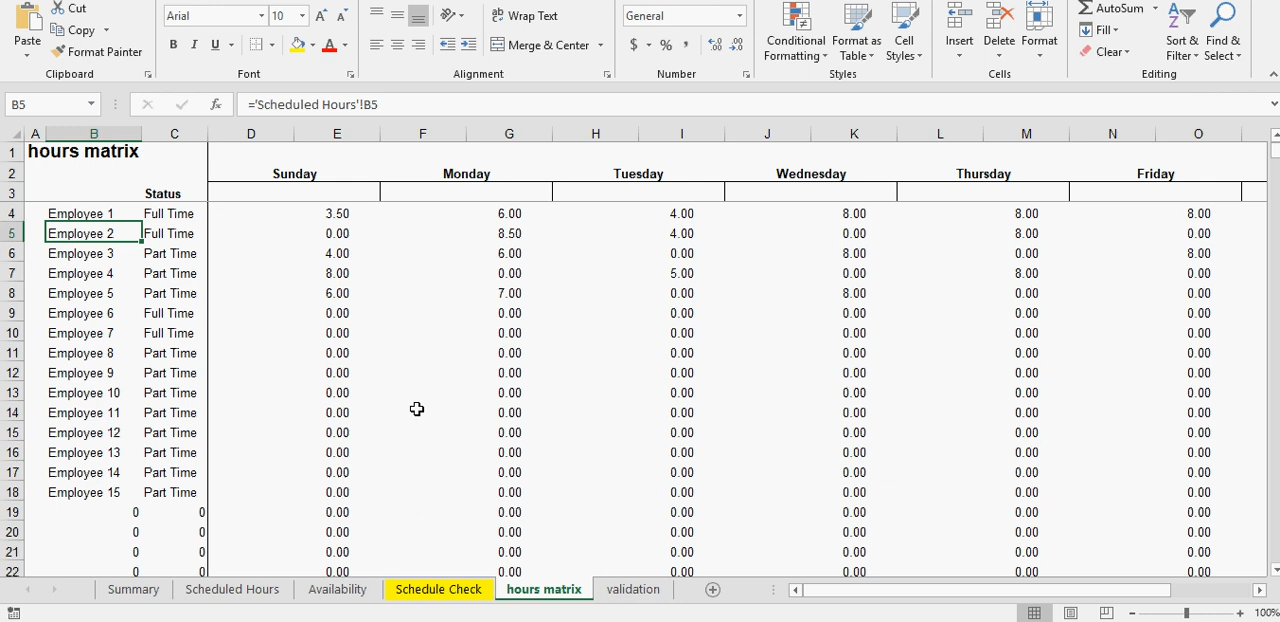 Cut
Copy
Paste
Format Painter
Clipboard
Arial 10
B I U
Font
Wrap Text
Merge & Center
Alignment
General
$ % ,
Number
Conditional Formatting
Format as Table
Cell Styles
Styles
Insert Delete Format
Cells
AutoSum
Fill
Clear
Sort & Filter
Find & Select
Editing
B5 fx ='Scheduled Hours'!B5
A B C D E F G H I J K L M N O
1 hours matrix
2 Sunday Monday Tuesday Wednesday Thursday Friday
3 Status
4 Employee 1 Full Time 3.50 6.00 4.00 8.00 8.00 8.00
5 Employee 2 Full Time 0.00 8.50 4.00 0.00 8.00 0.00
6 Employee 3 Part Time 4.00 6.00 0.00 8.00 0.00 8.00
7 Employee 4 Part Time 8.00 0.00 5.00 0.00 8.00 0.00
8 Employee 5 Part Time 6.00 7.00 0.00 8.00 0.00 0.00
9 Employee 6 Full Time 0.00 0.00 0.00 0.00 0.00 0.00
10 Employee 7 Full Time 0.00 0.00 0.00 0.00 0.00 0.00
11 Employee 8 Part Time 0.00 0.00 0.00 0.00 0.00 0.00
12 Employee 9 Part Time 0.00 0.00 0.00 0.00 0.00 0.00
13 Employee 10 Part Time 0.00 0.00 0.00 0.00 0.00 0.00
14 Employee 11 Part Time 0.00 0.00 0.00 0.00 0.00 0.00
15 Employee 12 Part Time 0.00 0.00 0.00 0.00 0.00 0.00
16 Employee 13 Part Time 0.00 0.00 0.00 0.00 0.00 0.00
17 Employee 14 Part Time 0.00 0.00 0.00 0.00 0.00 0.00
18 Employee 15 Part Time 0.00 0.00 0.00 0.00 0.00 0.00
19 0 0 0.00 0.00 0.00 0.00 0.00 0.00
20 0 0 0.00 0.00 0.00 0.00 0.00 0.00
21 0 0 0.00 0.00 0.00 0.00 0.00 0.00
22 0 0 0.00 0.00 0.00 0.00 0.00 0.00
Summary Scheduled Hours Availability Schedule Check hours matrix validation
100%